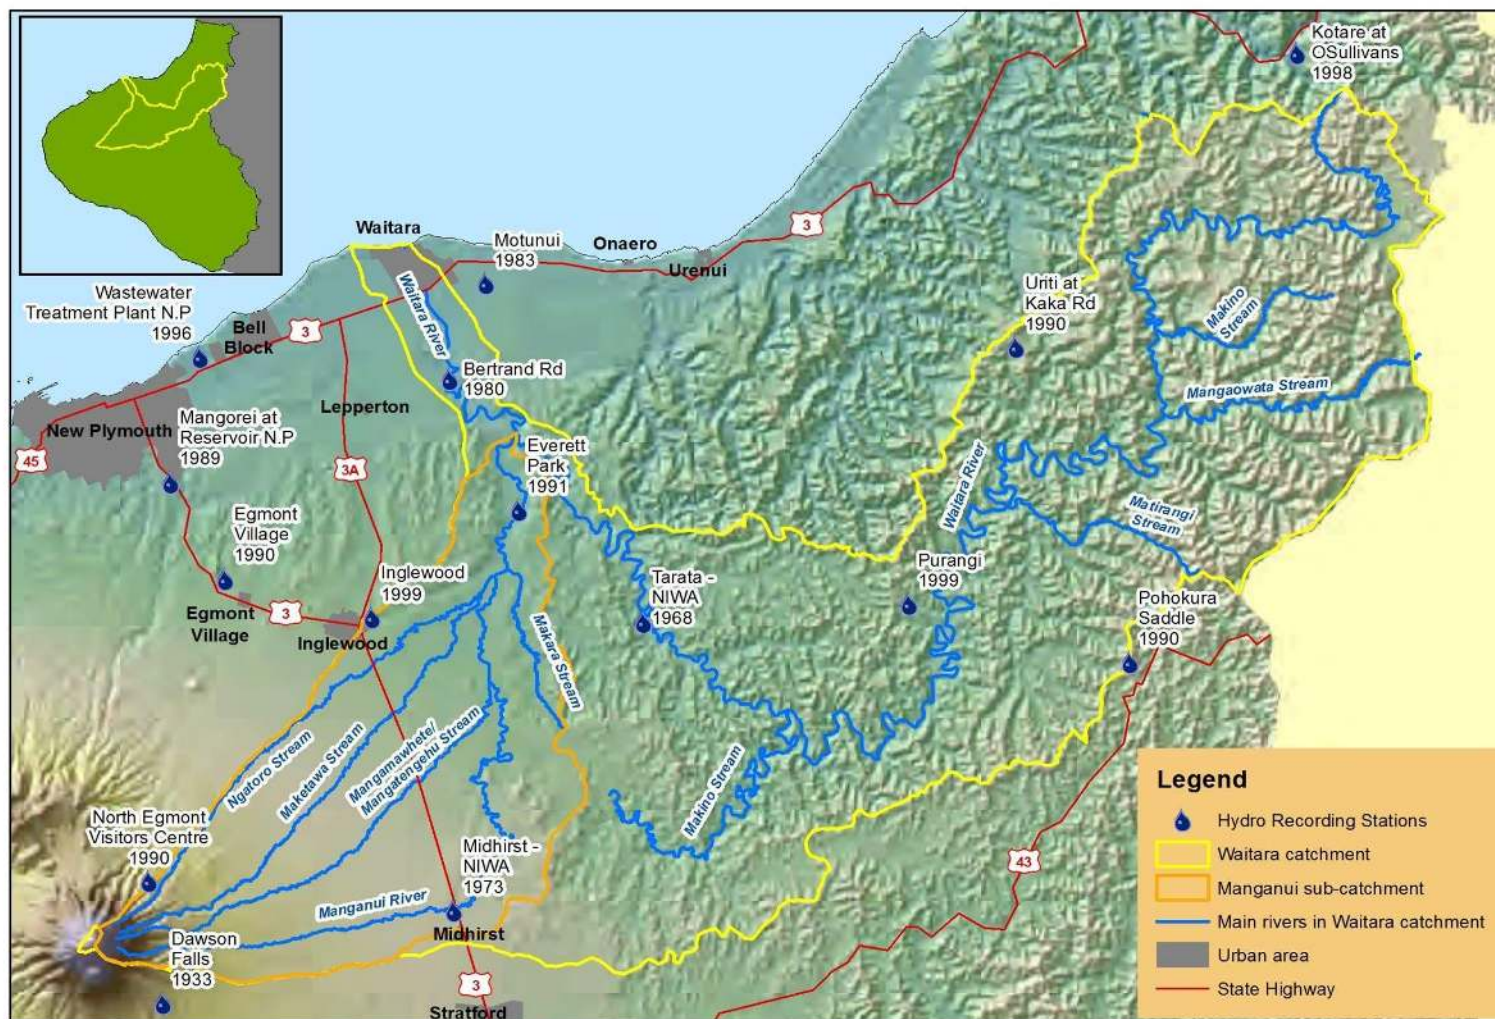 Kotare at
OSullivans
1998
Waitara
Motunui
1983
Onaero
3
Urenui
Wastewater
Treatment Plant N.P
1996
Bell
Block
3
Waitara River
Uriti at
Kaka Rd
1990
Makino
Stream
Bertrand Rd
1980
Mangaowata Stream
Lepperton
New Plymouth
Mangorei at
Reservoir N.P
1989
45
3A
Everett
Park
1991
Waitara River
Matirangi
Stream
Egmont
Village
1990
Inglewood
1999
Tarata -
NIWA
1968
Purangi
1999
Pohokura
Saddle
1990
Egmont
Village
3
Inglewood
Makara Stream
Ngatoro Stream
Maketawa Stream
Mangamawhete/
Mangatengehu Stream
Makino Stream
North Egmont
Visitors Centre
1990
Midhirst -
NIWA
1973
Manganui River
Midhirst
Dawson
Falls
1933
3
Stratford
43
Legend
Hydro Recording Stations
Waitara catchment
Manganui sub-catchment
Main rivers in Waitara catchment
Urban area
State Highway